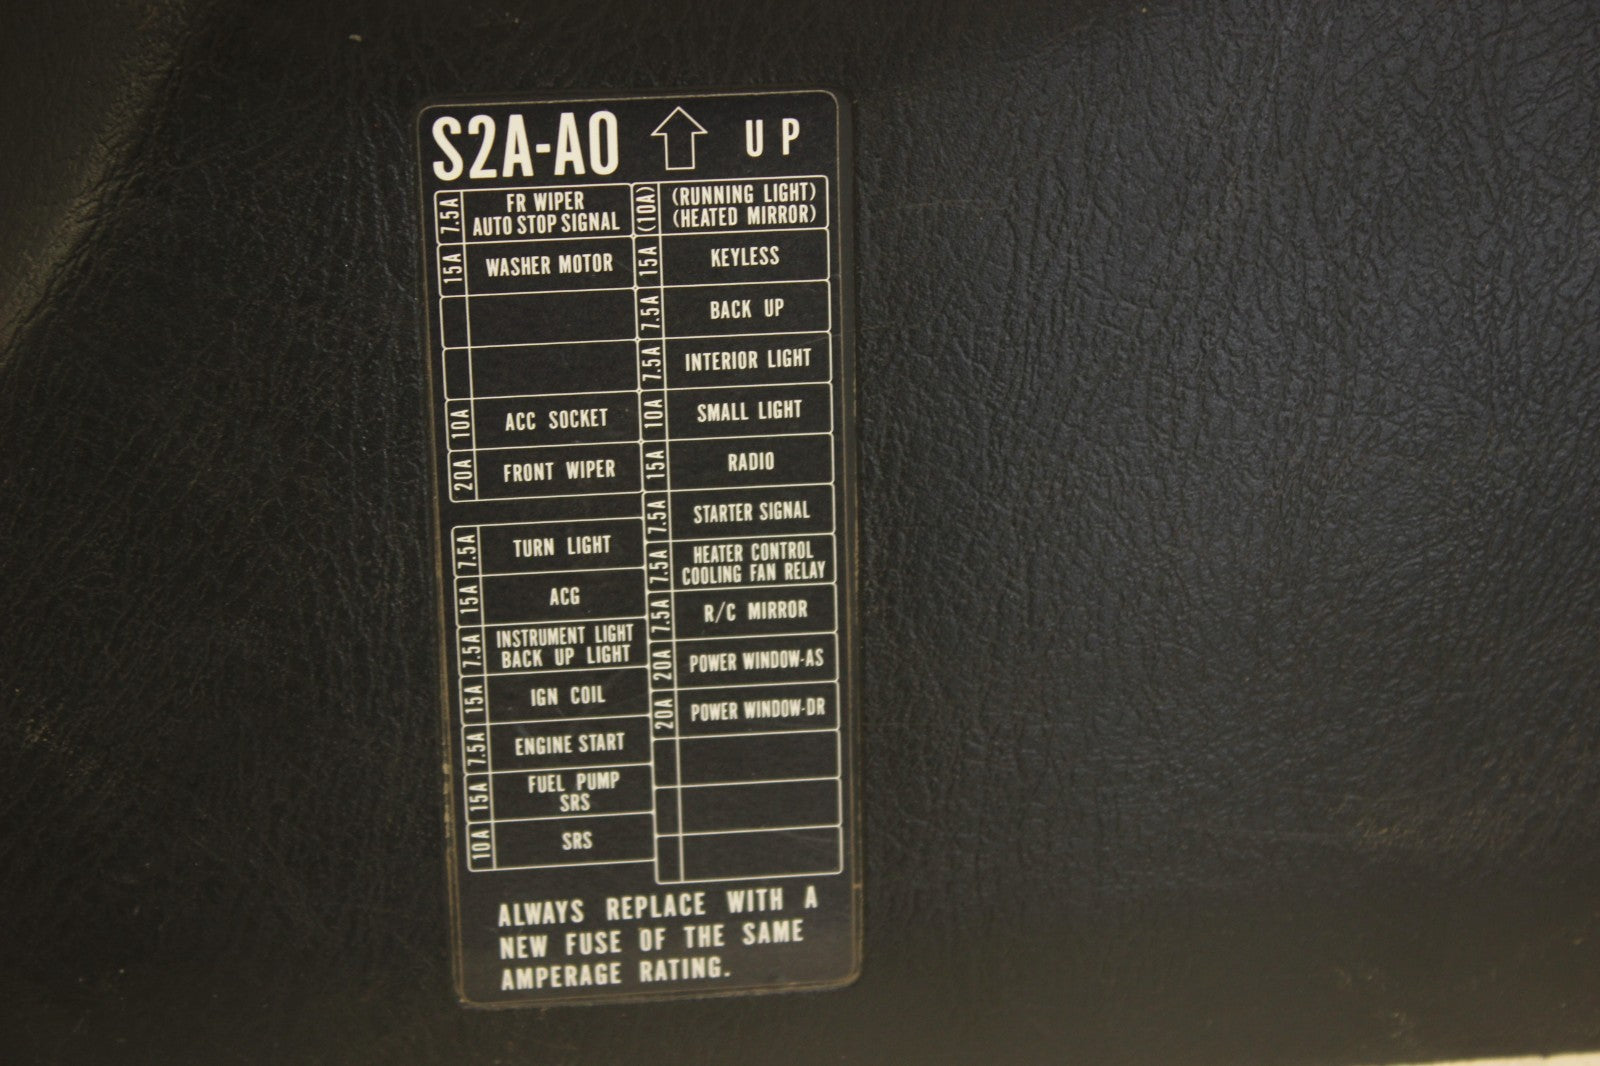 S2A-A0 UP
7.5A FR WIPER
AUTO STOP SIGNAL
15A WASHER MOTOR
10A ACC SOCKET
20A FRONT WIPER
7.5A TURN LIGHT
15A ACG
7.5A INSTRUMENT LIGHT
BACK UP LIGHT
15A IGN COIL
7.5A ENGINE START
15A FUEL PUMP
SRS
10A SRS
(10A) (RUNNING LIGHT)
(HEATED MIRROR)
15A KEYLESS
7.5A BACK UP
7.5A INTERIOR LIGHT
10A SMALL LIGHT
15A RADIO
7.5A STARTER SIGNAL
7.5A HEATER CONTROL
COOLING FAN RELAY
7.5A R/C MIRROR
20A POWER WINDOW-AS
20A POWER WINDOW-DR
ALWAYS REPLACE WITH A
NEW FUSE OF THE SAME
AMPERAGE RATING.